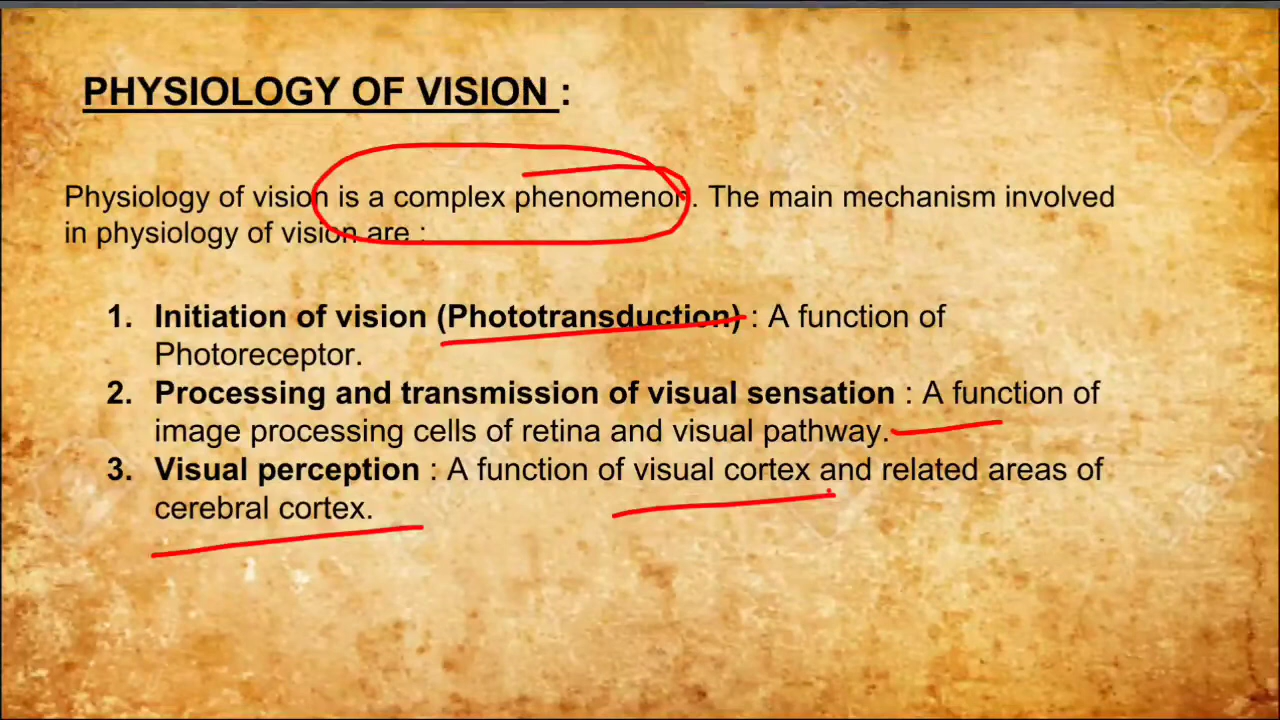 PHYSIOLOGY OF VISION :
Physiology of vision is a complex phenomenon. The main mechanism involved
in physiology of vision are :
1. Initiation of vision (Phototransduction) : A function of
Photoreceptor.
2. Processing and transmission of visual sensation : A function of
image processing cells of retina and visual pathway.
3. Visual perception : A function of visual cortex and related areas of
cerebral cortex.